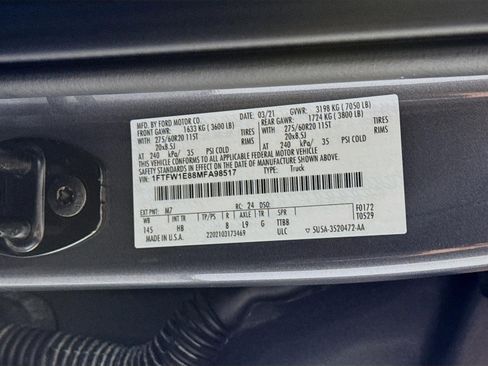 MFD. BY FORD MOTOR CO.
DATE: 03/21 GVWR: 3198 KG (7050 LB)
FRONT GAWR: 1633 KG (3600 LB) REAR GAWR: 1724 KG (3800 LB)
WITH 275/60R20 115T TIRES WITH 275/60R20 115T TIRES
20x8.5J RIMS 20x8.5J RIMS
AT 240 kPa/ 35 PSI COLD AT 240 kPa/ 35 PSI COLD
THIS VEHICLE CONFORMS TO ALL APPLICABLE FEDERAL MOTOR VEHICLE
SAFETY STANDARDS IN EFFECT ON THE DATE OF MANUFACTURE SHOWN ABOVE.
VIN: 1FTFW1E88MFA98517 TYPE: Truck
EXT PNT: M7 RC: 24 DSO: F0172
WB INT TR TP/PS R AXLE TR SPR T0529
145 HB 8 L9 G TTBB
MADE IN U.S.A. 2202103173469 ULC 5U5A-3520472-AA